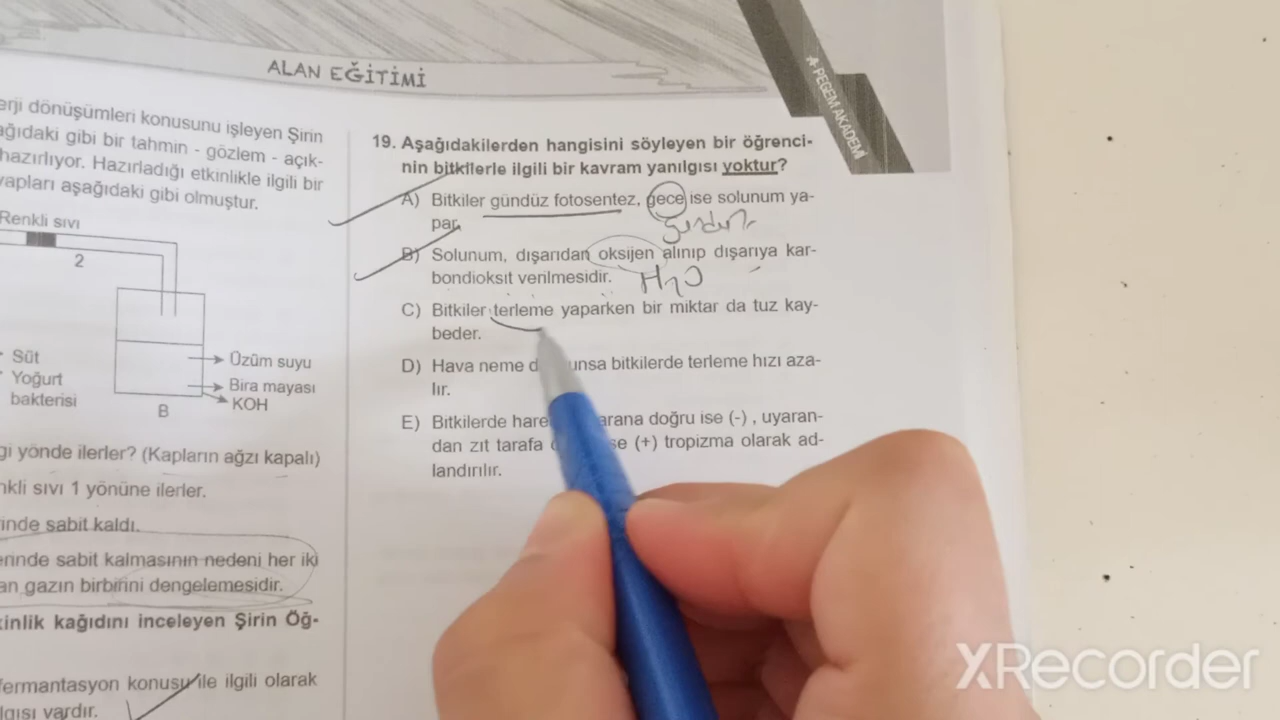 ALAN EĞİTİMİ
PEGEM AKADEMİ
erji dönüşümleri konusunu işleyen Şirin
ağıdaki gibi bir tahmin - gözlem - açık-
hazırlıyor. Hazırladığı etkinlikle ilgili bir
vapları aşağıdaki gibi olmuştur.
Renkli sıvı
2
Süt
Yoğurt
bakterisi
Üzüm suyu
Bira mayası
KOH
B
gi yönde ilerler? (Kapların ağzı kapalı)
nkli sıvı 1 yönüne ilerler.
inde sabit kaldı.
erinde sabit kalmasının nedeni her iki
an gazın birbirini dengelemesidir.
kinlik kağıdını inceleyen Şirin Öğ-
fermantasyon konusu ile ilgili olarak
lgısı vardır.
19. Aşağıdakilerden hangisini söyleyen bir öğrenci-
nin bitkilerle ilgili bir kavram yanılgısı yoktur?
A) Bitkiler gündüz fotosentez, gece ise solunum ya-
par.
B) Solunum, dışarıdan oksijen alınıp dışarıya kar-
bondioksit verilmesidir.
H2O
C) Bitkiler terleme yaparken bir miktar da tuz kay-
beder.
D) Hava neme unsa bitkilerde terleme hızı aza-
lır.
E) Bitkilerde hare arana doğru ise (-) , uyaran-
dan zıt tarafa se (+) tropizma olarak ad-
landırılır.
XRecorder